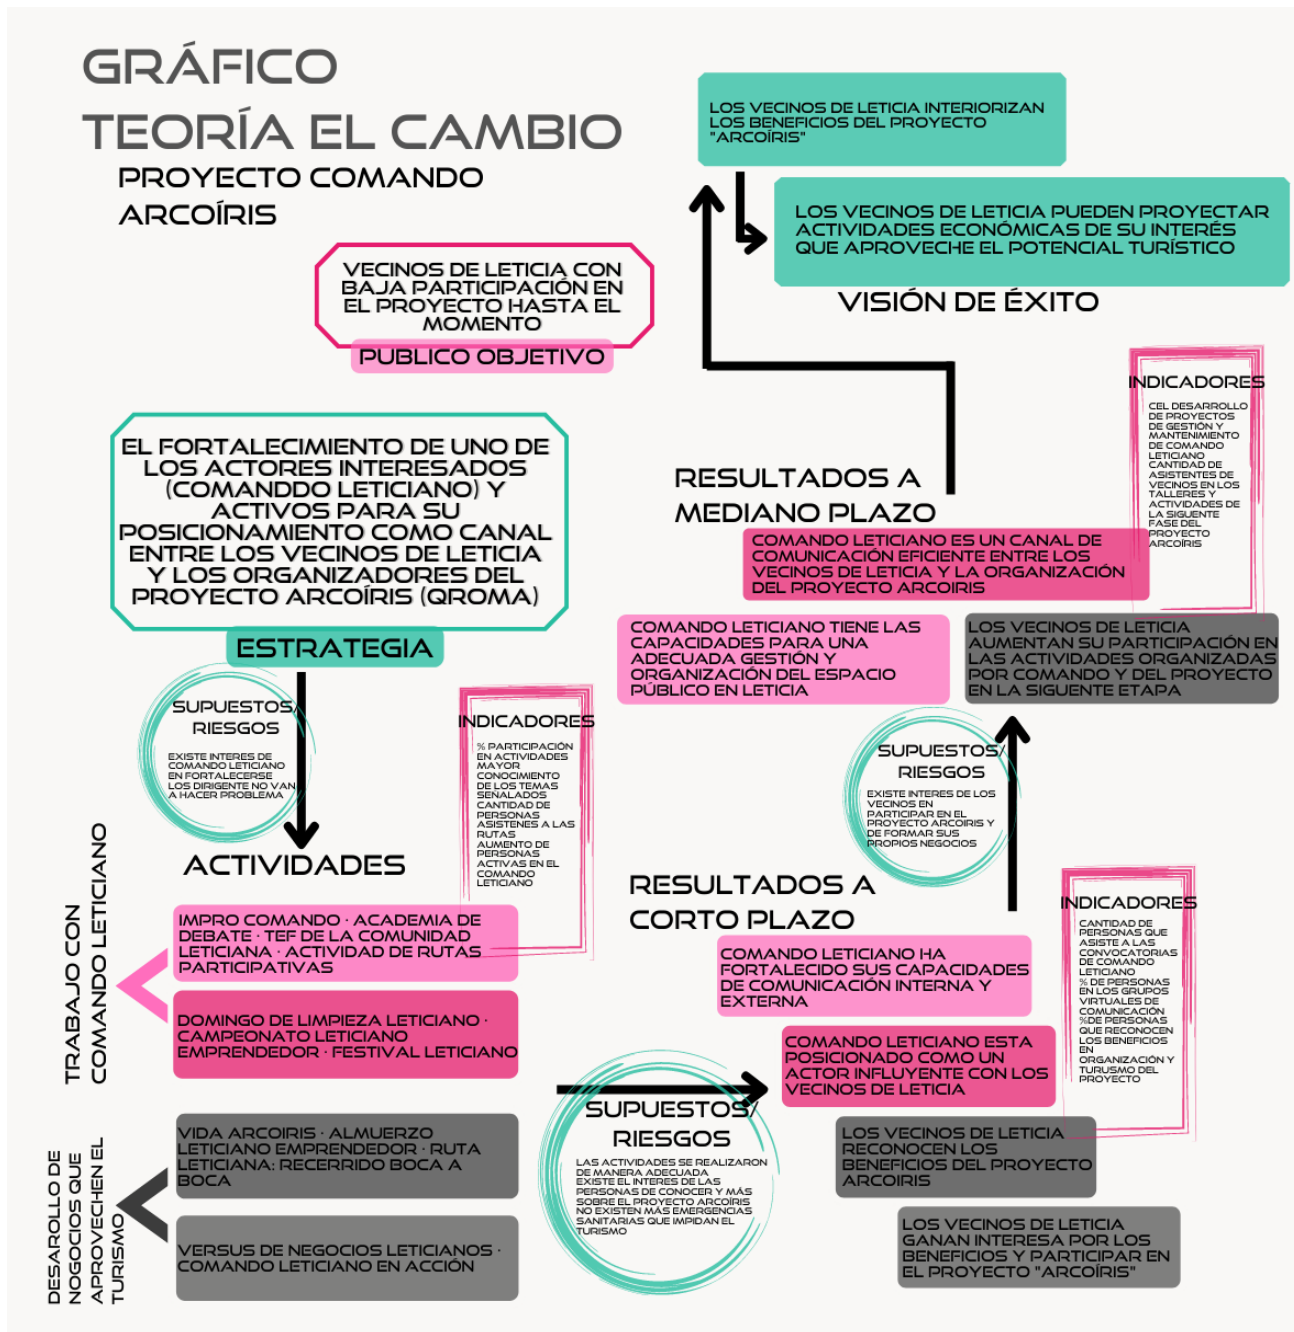 GRÁFICO
TEORÍA EL CAMBIO
PROYECTO COMANDO
ARCOÍRIS
LOS VECINOS DE LETICIA INTERIORIZAN
LOS BENEFICIOS DEL PROYECTO
"ARCOÍRIS"
LOS VECINOS DE LETICIA PUEDEN PROYECTAR
ACTIVIDADES ECONÓMICAS DE SU INTERÉS
QUE APROVECHE EL POTENCIAL TURÍSTICO
VISIÓN DE ÉXITO
VECINOS DE LETICIA CON
BAJA PARTICIPACIÓN EN
EL PROYECTO HASTA EL
MOMENTO
PUBLICO OBJETIVO
EL FORTALECIMIENTO DE UNO DE
LOS ACTORES INTERESADOS
(COMANDDO LETICIANO) Y
ACTIVOS PARA SU
POSICIONAMIENTO COMO CANAL
ENTRE LOS VECINOS DE LETICIA
Y LOS ORGANIZADORES DEL
PROYECTO ARCOÍRIS (QROMA)
ESTRATEGIA
SUPUESTOS/
RIESGOS
EXISTE INTERES DE
COMANDO LETICIANO
EN FORTALECERSE
LOS DIRIGENTE NO VAN
A HACER PROBLEMA
INDICADORES
% PARTICIPACIÓN
EN ACTIVIDADES
MAYOR
CONOCIMIENTO
DE LOS TEMAS
SEÑALADOS
CANTIDAD DE
PERSONAS
ASISTENES A LAS
RUTAS
AUMENTO DE
PERSONAS
ACTIVAS EN EL
COMANDO
LETICIANO
ACTIVIDADES
TRABAJO CON
COMANDO LETICIANO
IMPRO COMANDO · ACADEMIA DE
DEBATE · TEF DE LA COMUNIDAD
LETICIANA · ACTIVIDAD DE RUTAS
PARTICIPATIVAS
DOMINGO DE LIMPIEZA LETICIANO ·
CAMPEONATO LETICIANO
EMPRENDEDOR · FESTIVAL LETICIANO
DESAROLLO DE
NOGOCIOS QUE
APROVECHEN EL
TURISMO
VIDA ARCOIRIS · ALMUERZO
LETICIANO EMPRENDEDOR · RUTA
LETICIANA: RECERRIDO BOCA A
BOCA
VERSUS DE NEGOCIOS LETICIANOS ·
COMANDO LETICIANO EN ACCIÓN
SUPUESTOS/
RIESGOS
LAS ACTIVIDADES SE REALIZARON
DE MANERA ADECUADA
EXISTE EL INTERES DE LAS
PERSONAS DE CONOCER Y MÁS
SOBRE EL PROYECTO ARCOÍRIS
NO EXISTEN MÁS EMERGENCIAS
SANITARIAS QUE IMPIDAN EL
TURISMO
RESULTADOS A
CORTO PLAZO
COMANDO LETICIANO HA
FORTALECIDO SUS CAPACIDADES
DE COMUNICACIÓN INTERNA Y
EXTERNA
COMANDO LETICIANO ESTA
POSICIONADO COMO UN
ACTOR INFLUYENTE CON LOS
VECINOS DE LETICIA
LOS VECINOS DE LETICIA
RECONOCEN LOS
BENEFICIOS DEL PROYECTO
ARCOIRIS
LOS VECINOS DE LETICIA
GANAN INTERESA POR LOS
BENEFICIOS Y PARTICIPAR EN
EL PROYECTO "ARCOÍRIS"
INDICADORES
CANTIDAD DE
PERSONAS QUE
ASISTE A LAS
CONVOCATORIAS
DE COMANDO
LETICIANO
% DE PERSONAS
EN LOS GRUPOS
VIRTUALES DE
COMUNICACIÓN
%DE PERSONAS
QUE RECONOCEN
LOS BENEFICIOS
EN
ORGANIZACIÓN Y
TURUSMO DEL
PROYECTO
SUPUESTOS/
RIESGOS
EXISTE INTERES DE LOS
VECINOS EN
PARTICIPAR EN EL
PROYECTO ARCOIRIS Y
DE FORMAR SUS
PROPIOS NEGOCIOS
RESULTADOS A
MEDIANO PLAZO
COMANDO LETICIANO ES UN CANAL DE
COMUNICACIÓN EFICIENTE ENTRE LOS
VECINOS DE LETICIA Y LA ORGANIZACIÓN
DEL PROYECTO ARCOIRIS
COMANDO LETICIANO TIENE LAS
CAPACIDADES PARA UNA
ADECUADA GESTIÓN Y
ORGANIZACIÓN DEL ESPACIO
PÚBLICO EN LETICIA
LOS VECINOS DE LETICIA
AUMENTAN SU PARTICIPACIÓN EN
LAS ACTIVIDADES ORGANIZADAS
POR COMANDO Y DEL PROYECTO
EN LA SIGUENTE ETAPA
INDICADORES
CEL DESARROLLO
DE PROYECTOS
DE GESTIÓN Y
MANTENIMIENTO
DE COMANDO
LETICIANO
CANTIDAD DE
ASISTENTES DE
VECINOS EN LOS
TALLERES Y
ACTIVIDADES DE
LA SIGUENTE
FASE DEL
PROYECTO
ARCOÍRIS